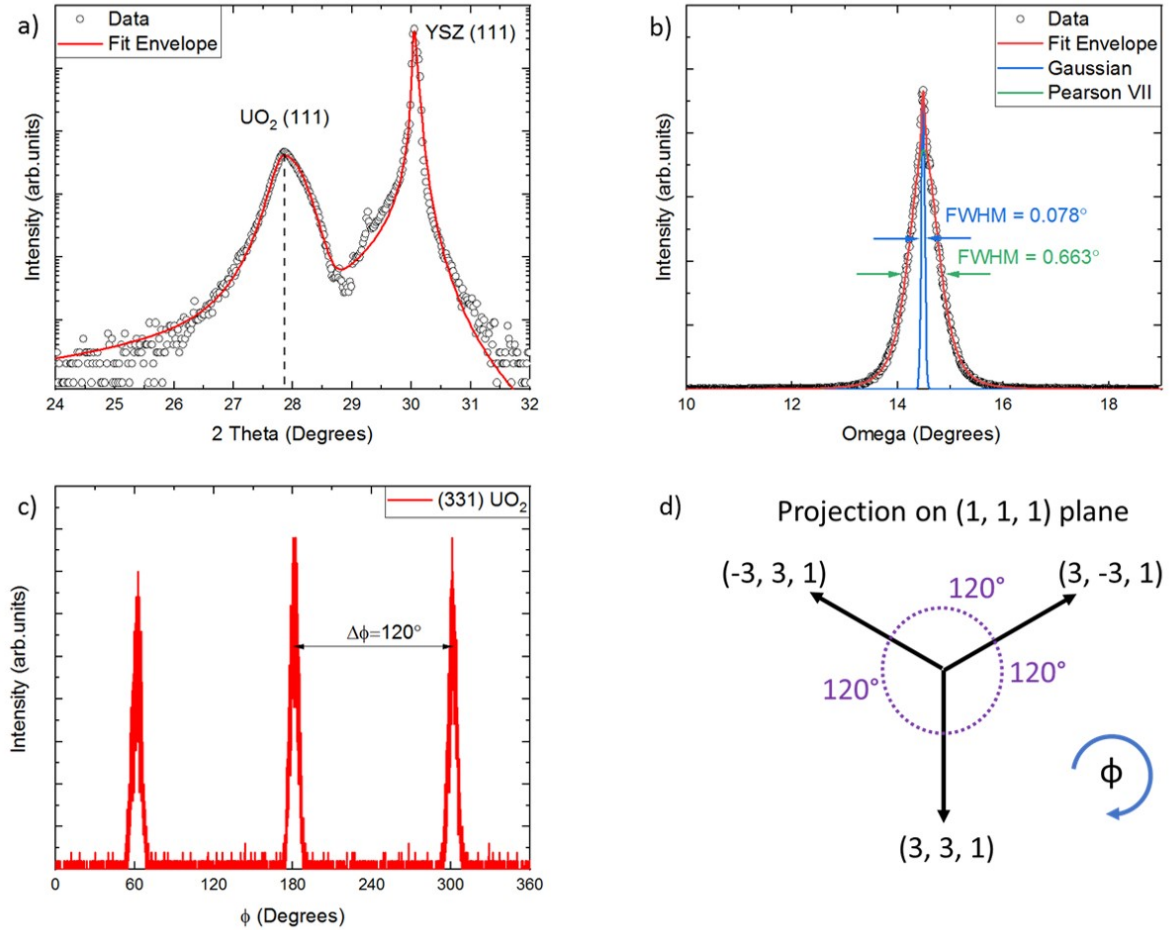 a)
Data
Fit Envelope
YSZ (111)
UO₂ (111)
Intensity (arb.units)
24 25 26 27 28 29 30 31 32
2 Theta (Degrees)
b)
Data
Fit Envelope
Gaussian
Pearson VII
FWHM = 0.078°
FWHM = 0.663°
Intensity (arb.units)
10 12 14 16 18
Omega (Degrees)
c)
(331) UO₂
Δϕ=120°
Intensity (arb.units)
0 60 120 180 240 300 360
ϕ (Degrees)
d)
Projection on (1, 1, 1) plane
(-3, 3, 1)
(3, -3, 1)
120°
120°
120°
ϕ
(3, 3, 1)